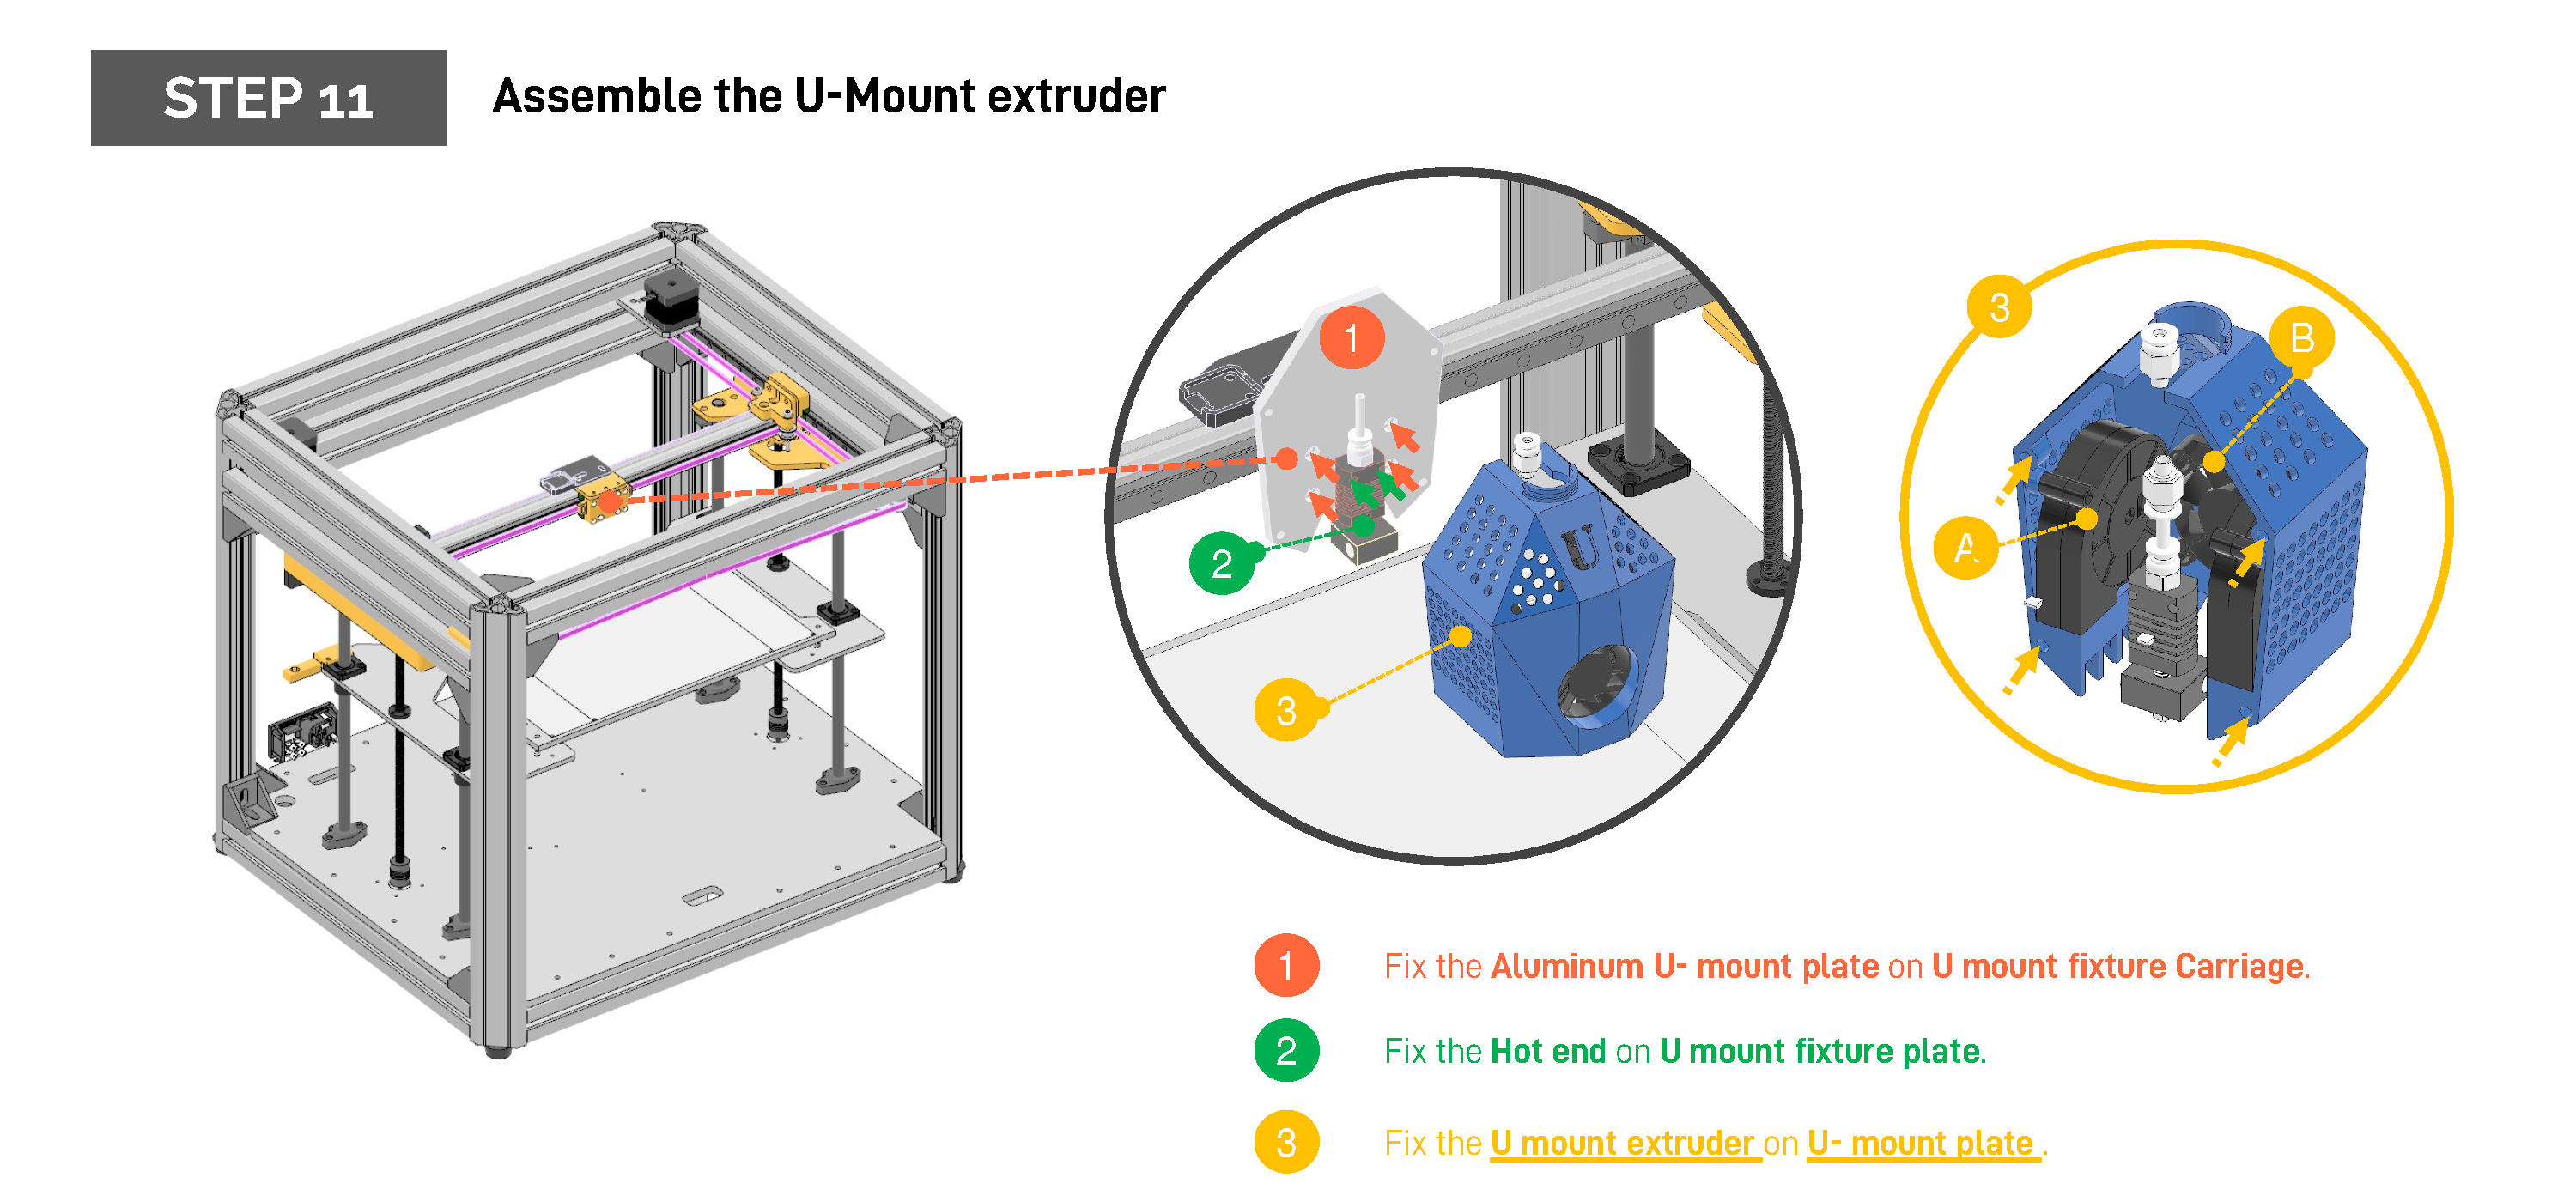 STEP 11
Assemble the U-Mount extruder
1
2
3
U
3
A
B
1 Fix the Aluminum U- mount plate on U mount fixture Carriage.
2 Fix the Hot end on U mount fixture plate.
3 Fix the U mount extruder on U- mount plate .